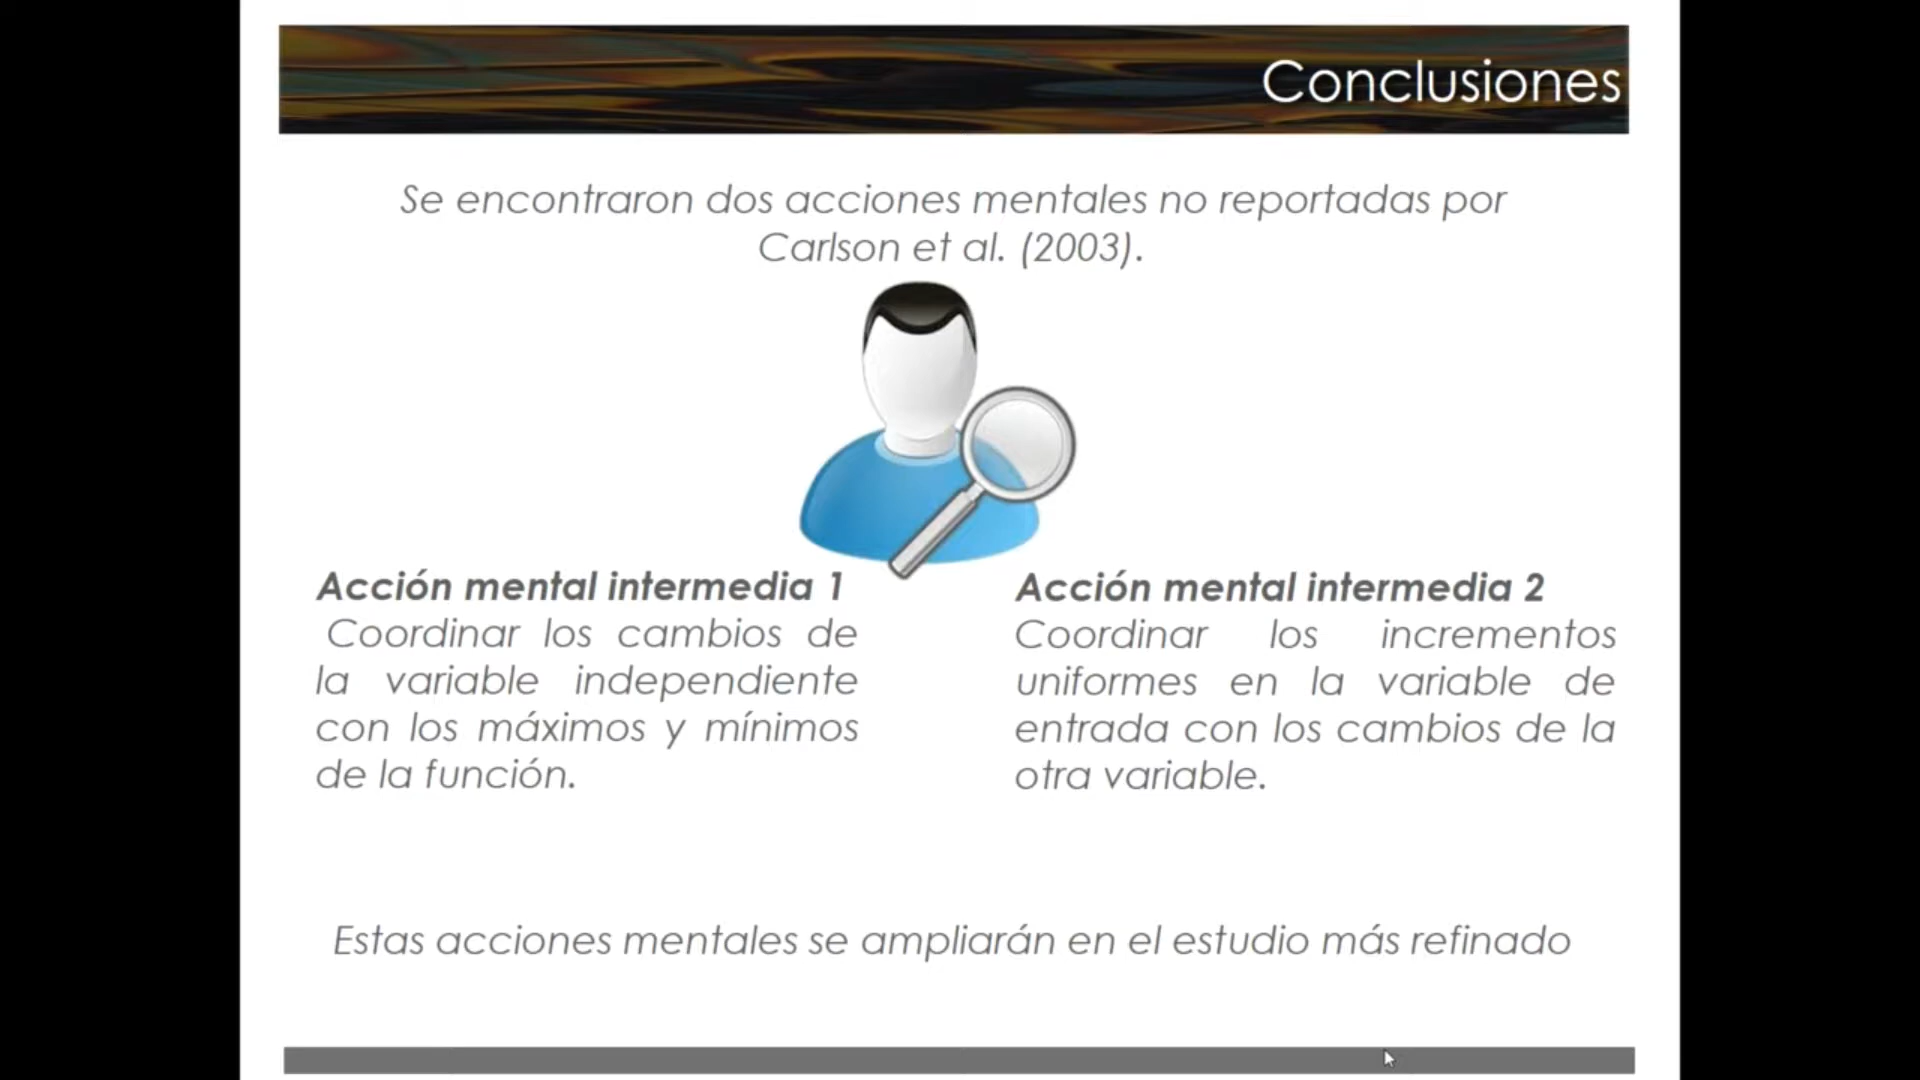 Conclusiones
Se encontraron dos acciones mentales no reportadas por
Carlson et al. (2003).
Acción mental intermedia 1
Coordinar los cambios de
la variable independiente
con los máximos y mínimos
de la función.
Acción mental intermedia 2
Coordinar los incrementos
uniformes en la variable de
entrada con los cambios de la
otra variable.
Estas acciones mentales se ampliarán en el estudio más refinado